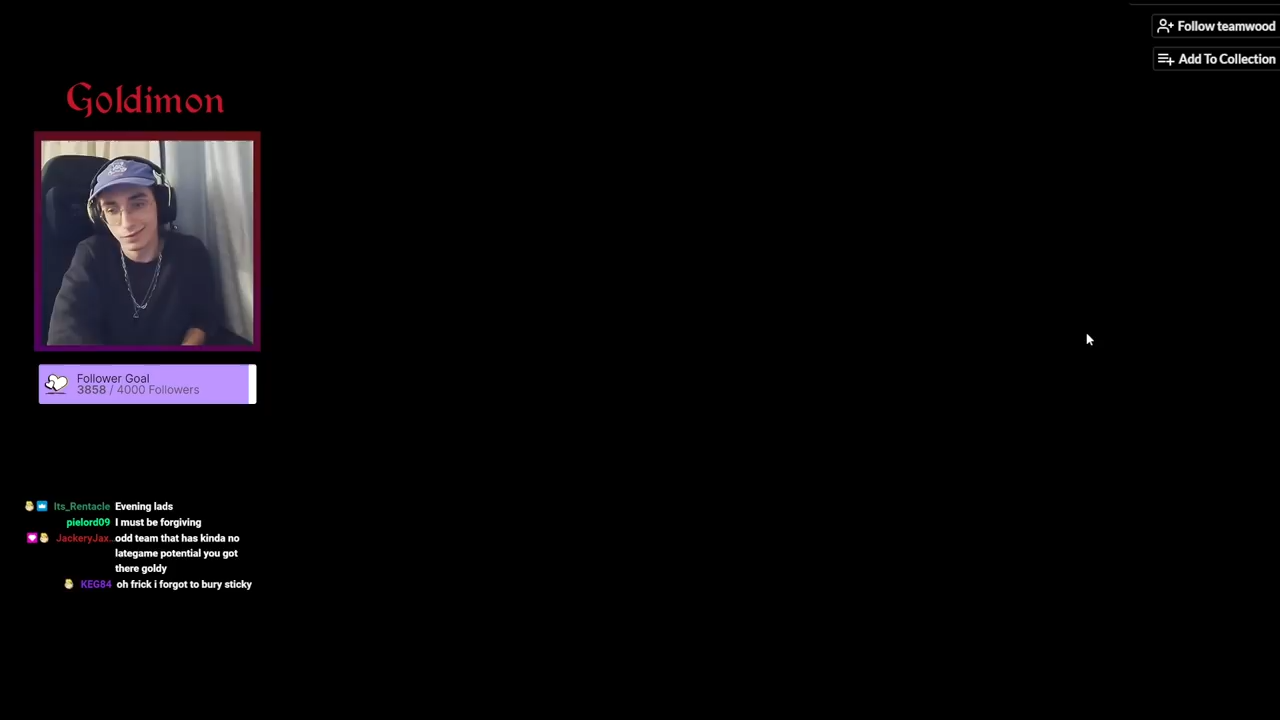 Follow teamwood
Add To Collection
Goldimon
Follower Goal
3858 / 4000 Followers
Its_Rentacle Evening lads
pielord09 I must be forgiving
JackeryJax.. odd team that has kinda no
lategame potential you got
there goldy
KEG84 oh frick i forgot to bury sticky